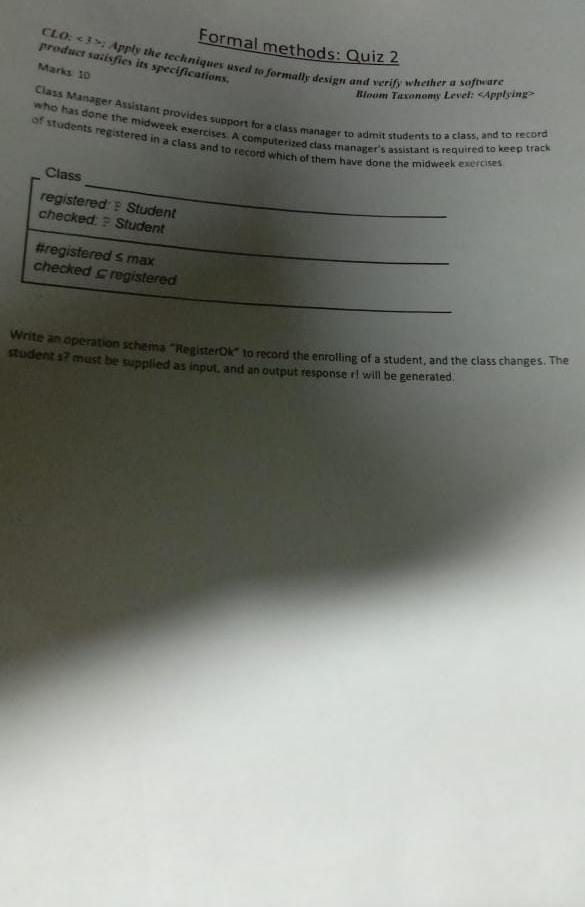 Formal methods: Quiz 2
CLO: <3>: Apply the techniques used to formally design and verify whether a software
product satisfies its specifications.
Bloom Taxonomy Level: <Applying>
Marks 10
Class Manager Assistant provides support for a class manager to admit students to a class, and to record
who has done the midweek exercises. A computerized class manager's assistant is required to keep track
of students registered in a class and to record which of them have done the midweek exercises.
Class
registered: ℙ Student
checked: ℙ Student
#registered ≤ max
checked ⊆ registered
Write an operation schema "RegisterOk" to record the enrolling of a student, and the class changes. The
student s? must be supplied as input, and an output response r! will be generated.